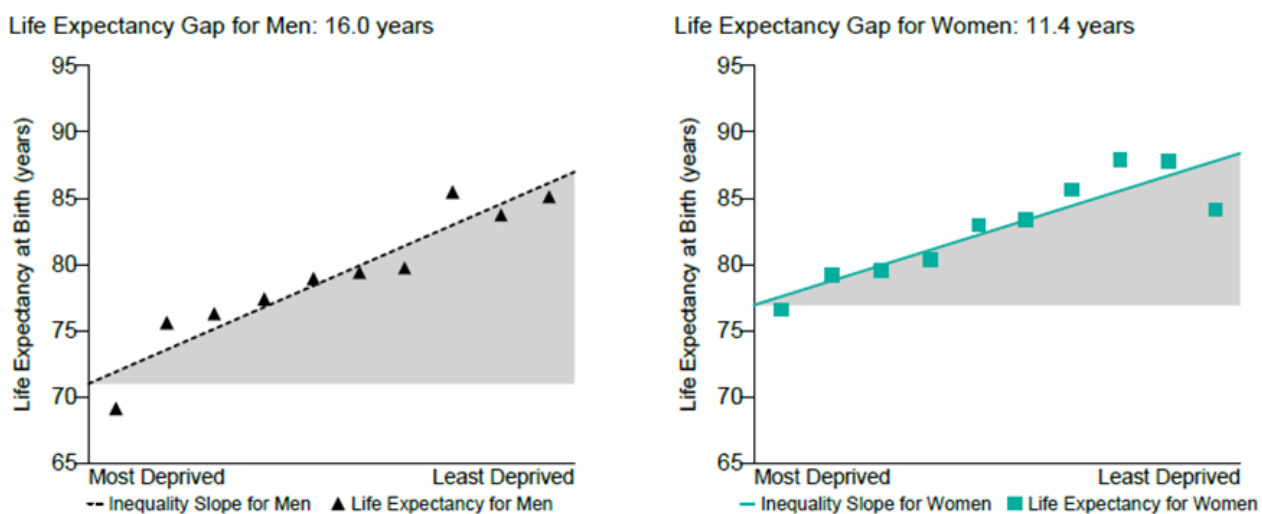 Life Expectancy Gap for Men: 16.0 years
95
90
85
80
75
70
65
Life Expectancy at Birth (years)
Most Deprived Least Deprived
Inequality Slope for Men Life Expectancy for Men
Life Expectancy Gap for Women: 11.4 years
95
90
85
80
75
70
65
Life Expectancy at Birth (years)
Most Deprived Least Deprived
Inequality Slope for Women Life Expectancy for Women